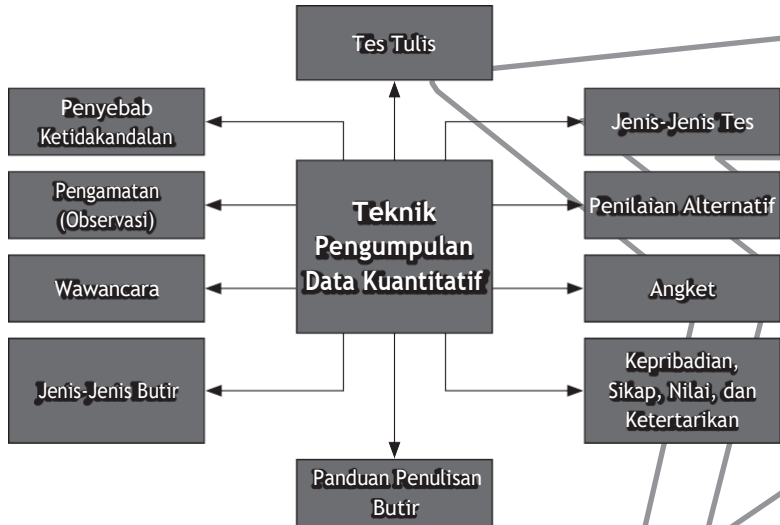 Tes Tulis
Penyebab
Ketidakandalan
Jenis-Jenis Tes
Pengamatan
(Observasi)
Teknik
Pengumpulan
Data Kuantitatif
Penilaian Alternatif
Wawancara
Angket
Jenis-Jenis Butir
Kepribadian,
Sikap, Nilai, dan
Ketertarikan
Panduan Penulisan
Butir